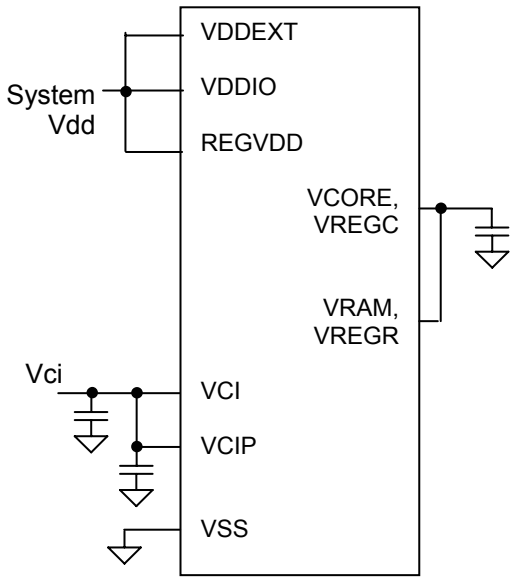 VDDEXT
System
Vdd
VDDIO
REGVDD
VCORE,
VREGC
VRAM,
VREGR
Vci
VCI
VCIP
VSS